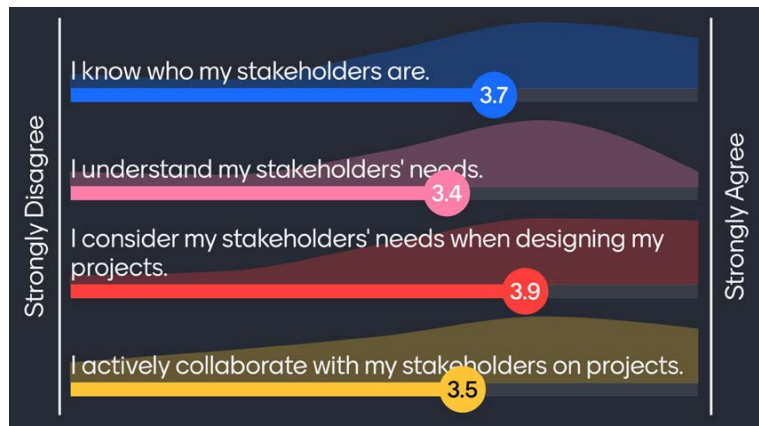 Strongly Disagree
I know who my stakeholders are.
3.7
I understand my stakeholders' needs.
3.4
I consider my stakeholders' needs when designing my
projects.
3.9
I actively collaborate with my stakeholders on projects.
3.5
Strongly Agree